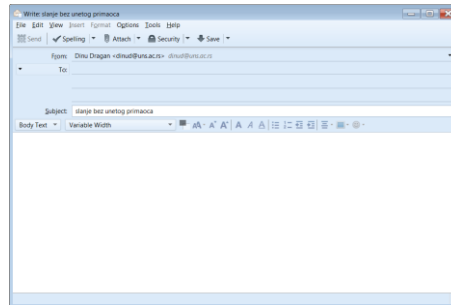 Write: slanje bez unetog primaoca
File Edit View Insert Format Options Tools Help
Send Spelling Attach Security Save
From: Dinu Dragan <dinud@uns.ac.rs> dinud@uns.ac.rs
To:
Subject: slanje bez unetog primaoca
Body Text Variable Width